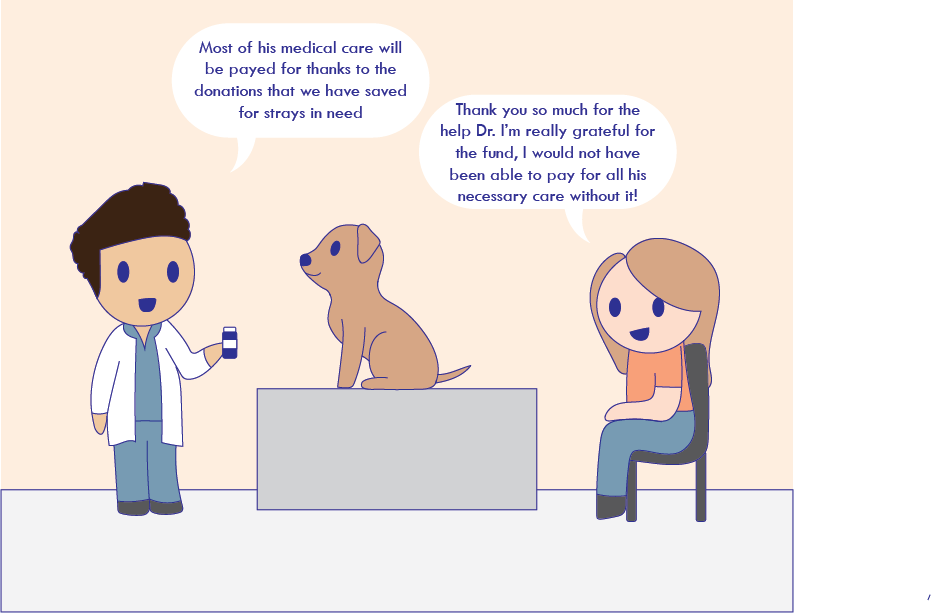 Most of his medical care will
be payed for thanks to the
donations that we have saved
for strays in need
Thank you so much for the
help Dr. I'm really grateful for
the fund, I would not have
been able to pay for all his
necessary care without it!